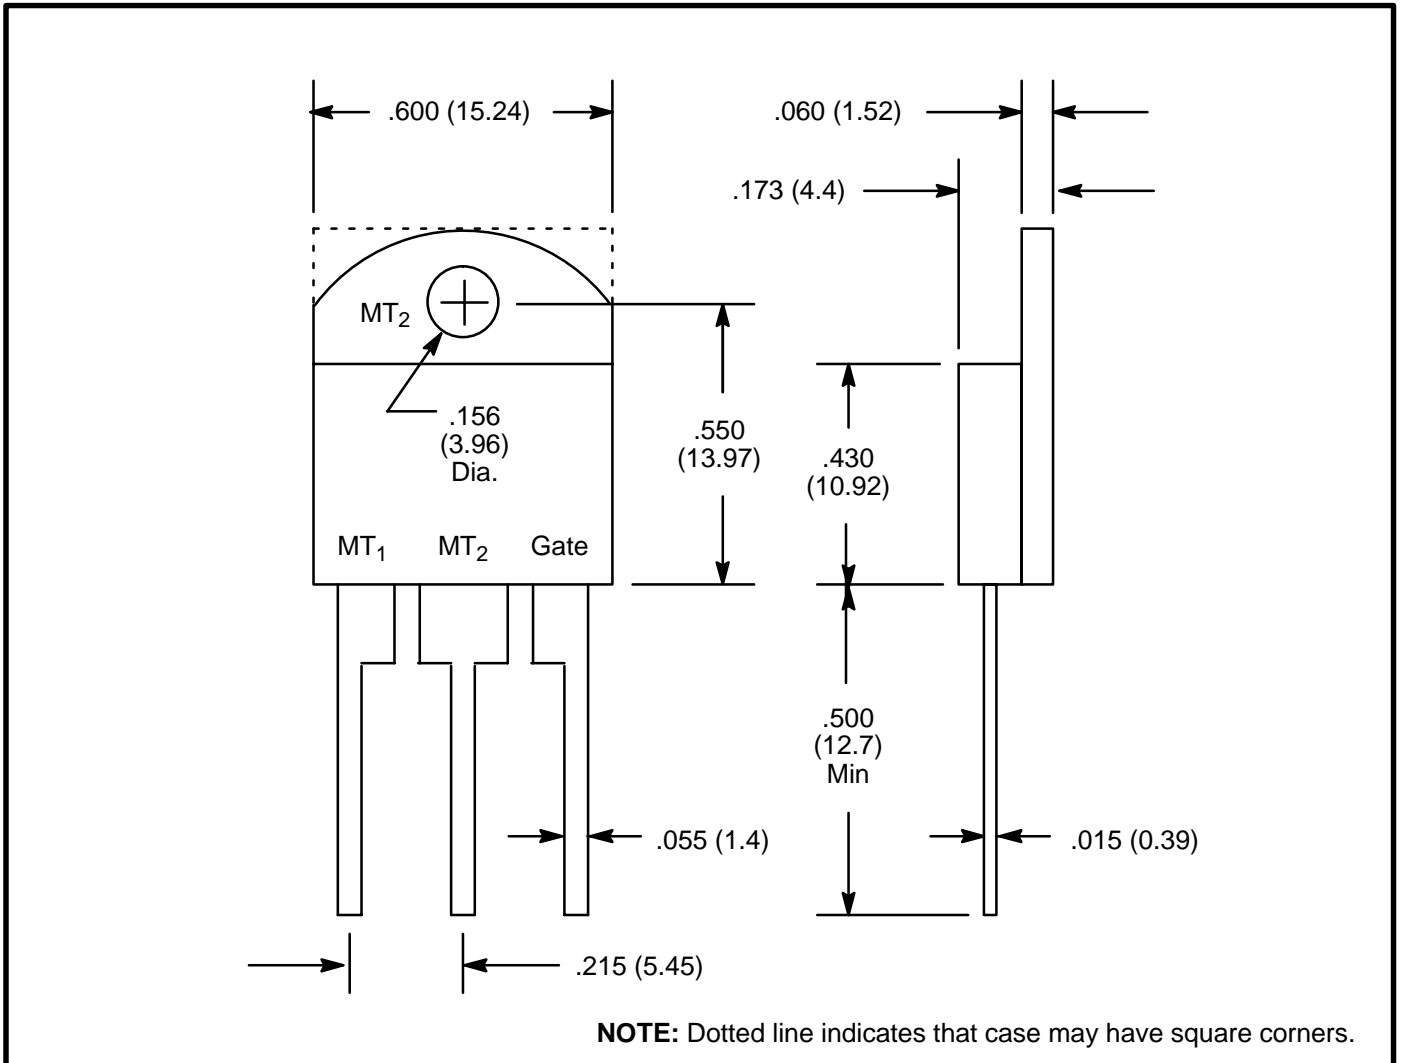 .600 (15.24)
.060 (1.52)
.173 (4.4)
MT2
.156
(3.96)
Dia.
.550
(13.97)
.430
(10.92)
MT1
MT2
Gate
.500
(12.7)
Min
.055 (1.4)
.015 (0.39)
.215 (5.45)
NOTE: Dotted line indicates that case may have square corners.